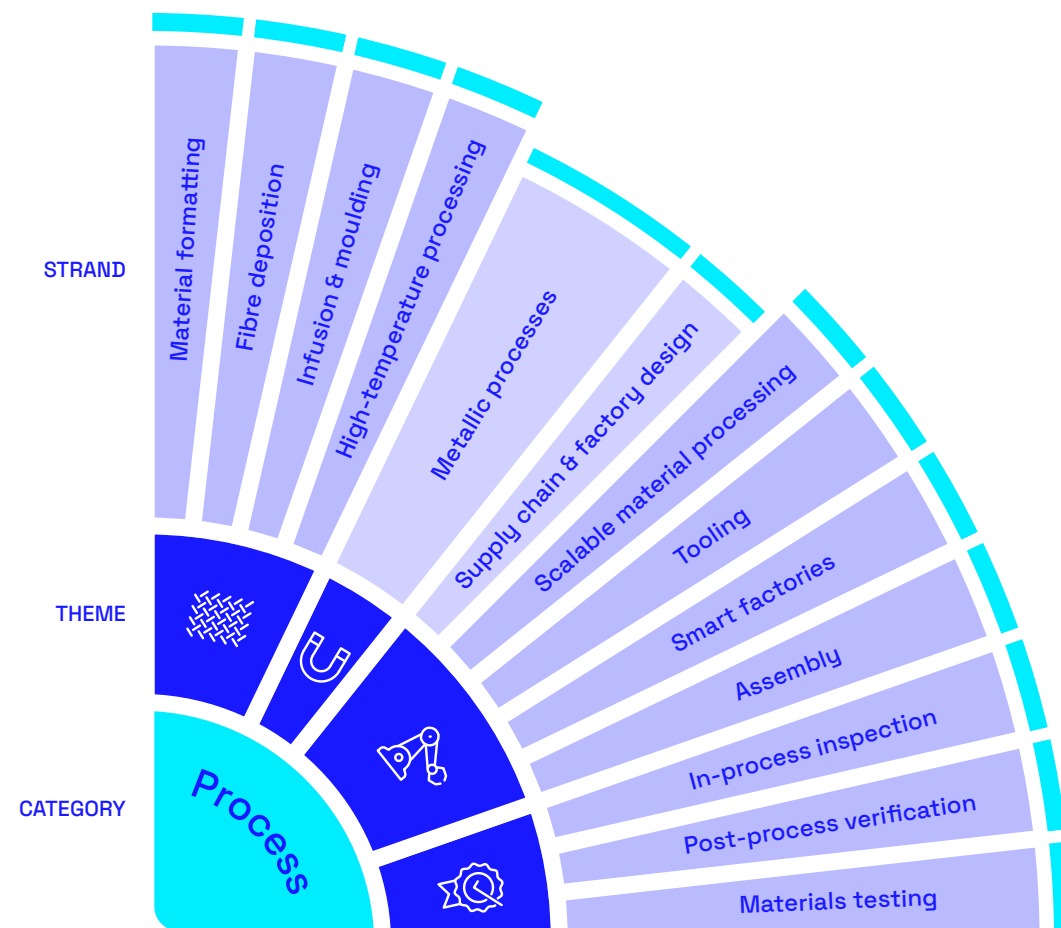 STRAND
Material formatting
Fibre deposition
Infusion & moulding
High-temperature processing
Metallic processes
Supply chain & factory design
Scalable material processing
Tooling
Smart factories
Assembly
In-process inspection
Post-process verification
Materials testing
THEME
CATEGORY
Process